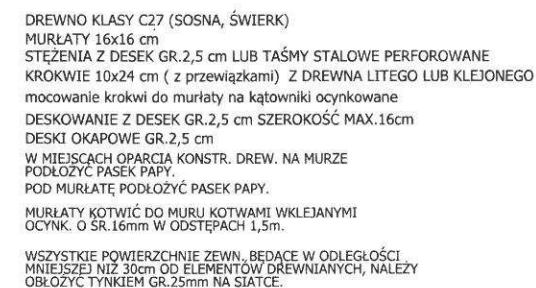 DREWNO KLASY C27 (SOSNA, ŚWIERK)
MURŁATY 16x16 cm
STĘŻENIA Z DESEK GR.2,5 cm LUB TAŚMY STALOWE PERFOROWANE
KROKWIE 10x24 cm ( z przewiązkami) Z DREWNA LITEGO LUB KLEJONEGO
mocowanie krokwi do murłaty na kątowniki ocynkowane
DESKOWANIE Z DESEK GR.2,5 cm SZEROKOŚĆ MAX.16cm
DESKI OKAPOWE GR.2,5 cm
W MIEJSCACH OPARCIA KONSTR. DREW. NA MURZE
PODŁOŻYĆ PASEK PAPY.
POD MURŁATĘ PODŁOŻYĆ PASEK PAPY.
MURŁATY KOTWIĆ DO MURU KOTWAMI WKLEJANYMI
OCYNK. O ŚR.16mm W ODSTĘPACH 1,5m.
WSZYSTKIE POWIERZCHNIE ZEWN. BĘDĄCE W ODLEGŁOŚCI
MNIEJSZEJ NIŻ 30cm OD ELEMENTÓW DREWNIANYCH, NALEŻY
OBŁOŻYĆ TYNKIEM GR.25mm NA SIATCE.